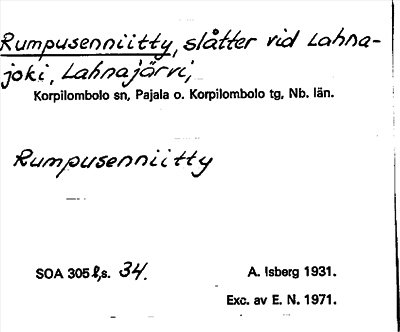 Rumpusenniitty, slåtter vid Lahna-
joki, Lahnajärvi,
Korpilombolo sn, Pajala o. Korpilombolo tg, Nb. län.
Rumpusenniitty
SOA 305 l,s. 34.
A. Isberg 1931.
Exc. av E. N. 1971.